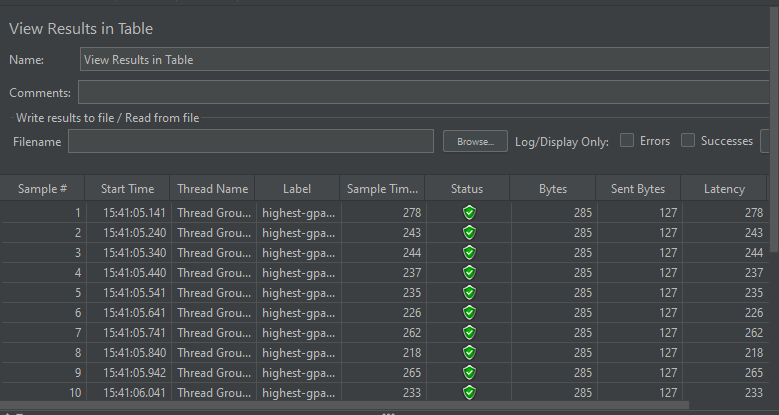 View Results in Table
Name: View Results in Table
Comments:
Write results to file / Read from file
Filename Browse... Log/Display Only: Errors Successes
Sample # Start Time Thread Name Label Sample Tim... Status Bytes Sent Bytes Latency
1 15:41:05.141 Thread Grou... highest-gpa... 278 285 127 278
2 15:41:05.240 Thread Grou... highest-gpa... 243 285 127 243
3 15:41:05.340 Thread Grou... highest-gpa... 244 285 127 244
4 15:41:05.440 Thread Grou... highest-gpa... 237 285 127 237
5 15:41:05.541 Thread Grou... highest-gpa... 235 285 127 235
6 15:41:05.641 Thread Grou... highest-gpa... 226 285 127 226
7 15:41:05.741 Thread Grou... highest-gpa... 262 285 127 262
8 15:41:05.840 Thread Grou... highest-gpa... 218 285 127 218
9 15:41:05.942 Thread Grou... highest-gpa... 265 285 127 265
10 15:41:06.041 Thread Grou... highest-gpa... 233 285 127 233